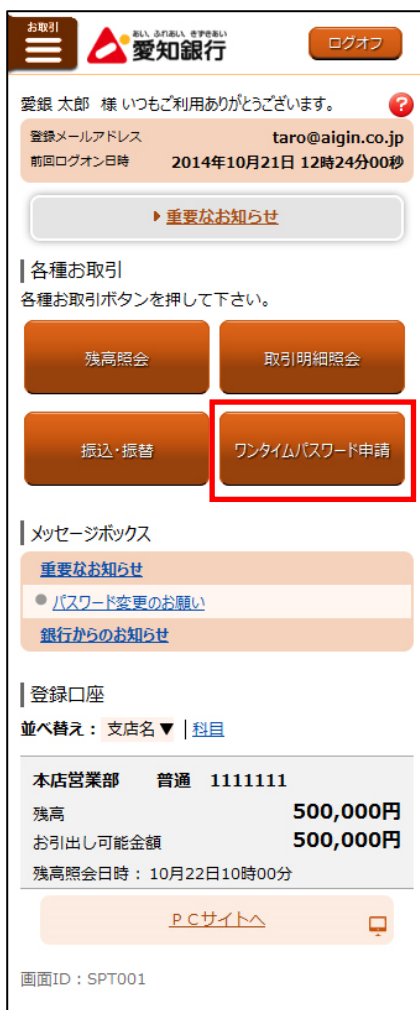 お取引
あい ふれあい きずきあい
愛知銀行
ログオフ
愛銀 太郎 様 いつもご利用ありがとうございます。
?
登録メールアドレス taro@aigin.co.jp
前回ログオン日時 2014年10月21日 12時24分00秒
重要なお知らせ
各種お取引
各種お取引ボタンを押して下さい。
残高照会 取引明細照会
振込・振替 ワンタイムパスワード申請
メッセージボックス
重要なお知らせ
パスワード変更のお願い
銀行からのお知らせ
登録口座
並べ替え： 支店名▼ | 科目
本店営業部 普通 1111111
残高 500,000円
お引出し可能金額 500,000円
残高照会日時： 10月22日10時00分
ＰＣサイトへ
画面ID：SPT001